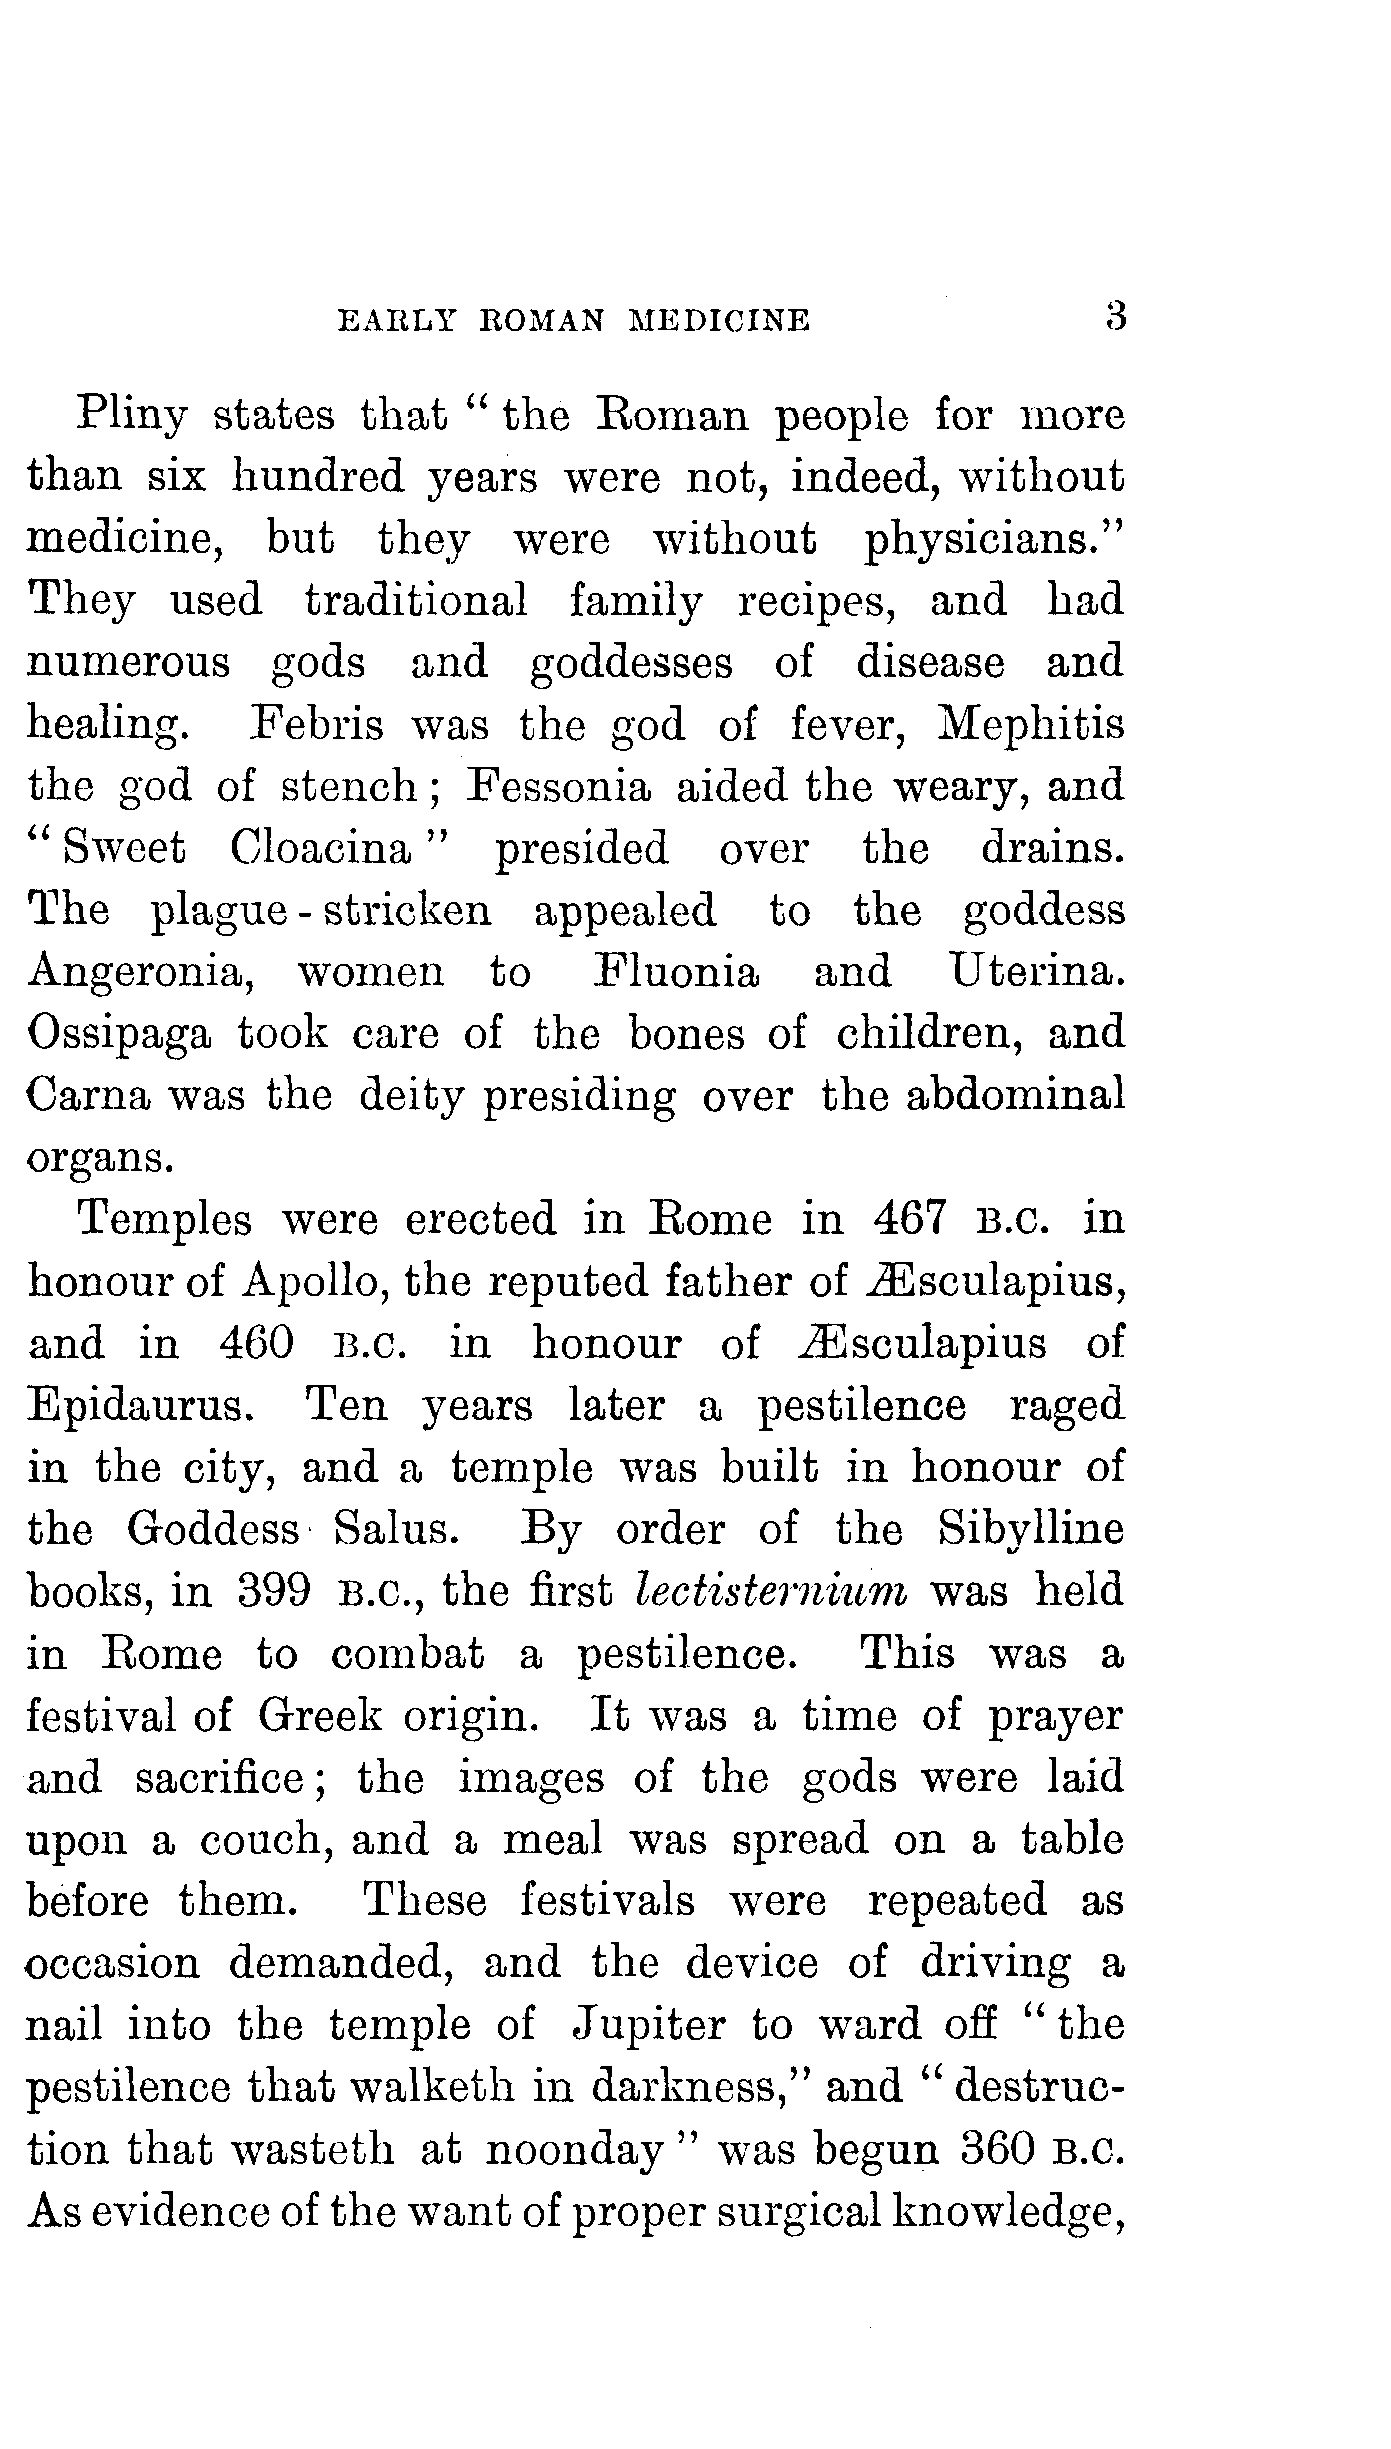 EARLY ROMAN MEDICINE 3
Pliny states that “ the Roman people for more
than six hundred years were not, indeed, without
medicine, but they were without physicians.”
They used traditional family recipes, and had
numerous gods and goddesses of disease and
healing. Febris was the god of fever, Mephitis
the god of stench ; Fessonia aided the weary, and
“ Sweet Cloacina ” presided over the drains.
The plague - stricken appealed to the goddess
Angeronia, women to Fluonia and Uterina.
Ossipaga took care of the bones of children, and
Carna was the deity presiding over the abdominal
organs.
Temples were erected in Rome in 467 B.C. in
honour of Apollo, the reputed father of Æsculapius,
and in 460 B.C. in honour of Æsculapius of
Epidaurus. Ten years later a pestilence raged
in the city, and a temple was built in honour of
the Goddess Salus. By order of the Sibylline
books, in 399 B.C., the first lectisternium was held
in Rome to combat a pestilence. This was a
festival of Greek origin. It was a time of prayer
and sacrifice ; the images of the gods were laid
upon a couch, and a meal was spread on a table
before them. These festivals were repeated as
occasion demanded, and the device of driving a
nail into the temple of Jupiter to ward off “ the
pestilence that walketh in darkness,” and “ destruc-
tion that wasteth at noonday ” was begun 360 B.C.
As evidence of the want of proper surgical knowledge,